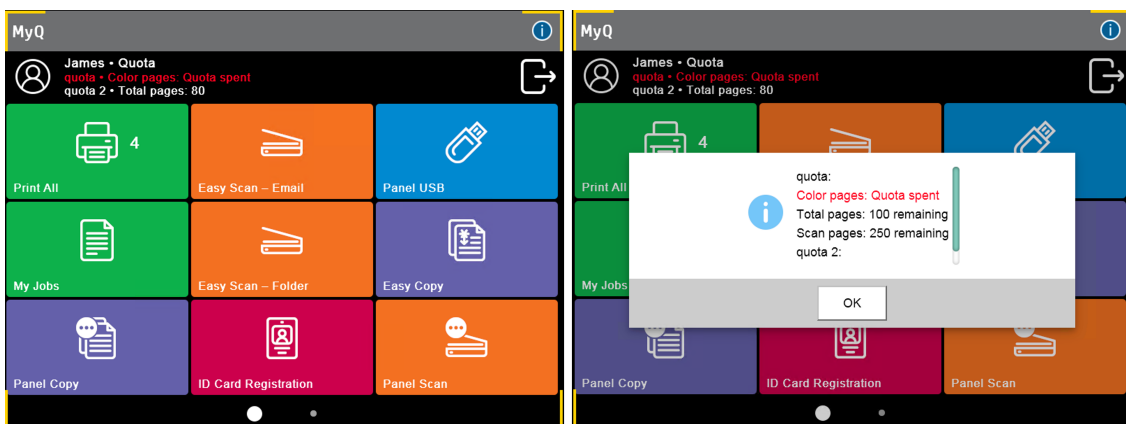 MyQ
James • Quota
quota • Color pages: Quota spent
quota 2 • Total pages: 80
4
Print All
Easy Scan – Email
Panel USB
My Jobs
Easy Scan – Folder
Easy Copy
Panel Copy
ID Card Registration
Panel Scan
MyQ
James • Quota
quota • Color pages: Quota spent
quota 2 • Total pages: 80
4
Print All
quota:
Color pages: Quota spent
Total pages: 100 remaining
Scan pages: 250 remaining
quota 2:
My Jobs
OK
Panel Copy
ID Card Registration
Panel Scan